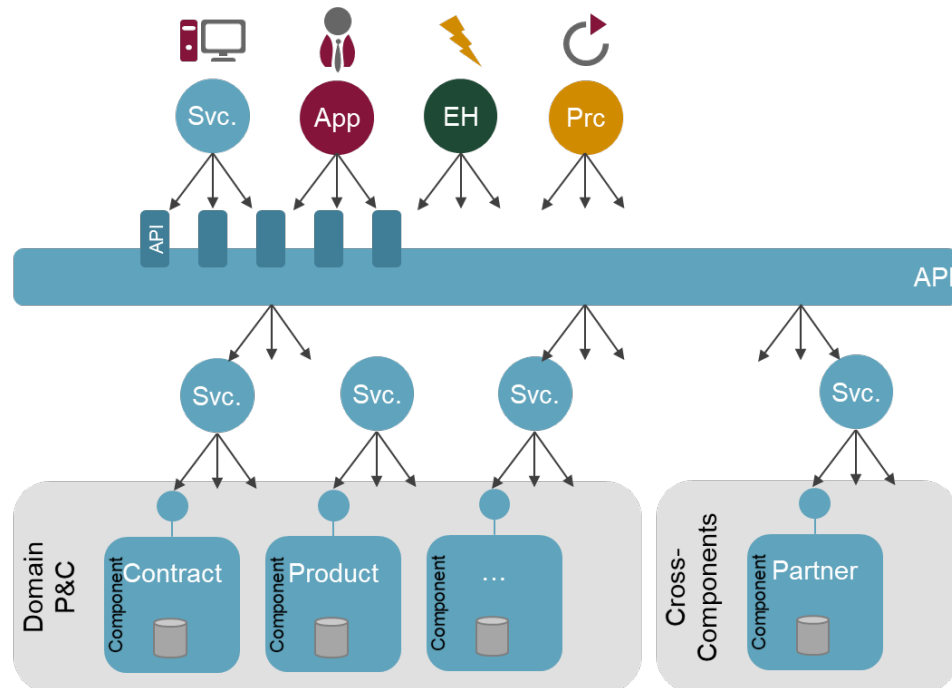 Svc.
App
EH
Prc
API
API
Svc.
Svc.
Svc.
Svc.
Domain
P&C
Component
Contract
Component
Product
Component
...
Cross-
Components
Component
Partner